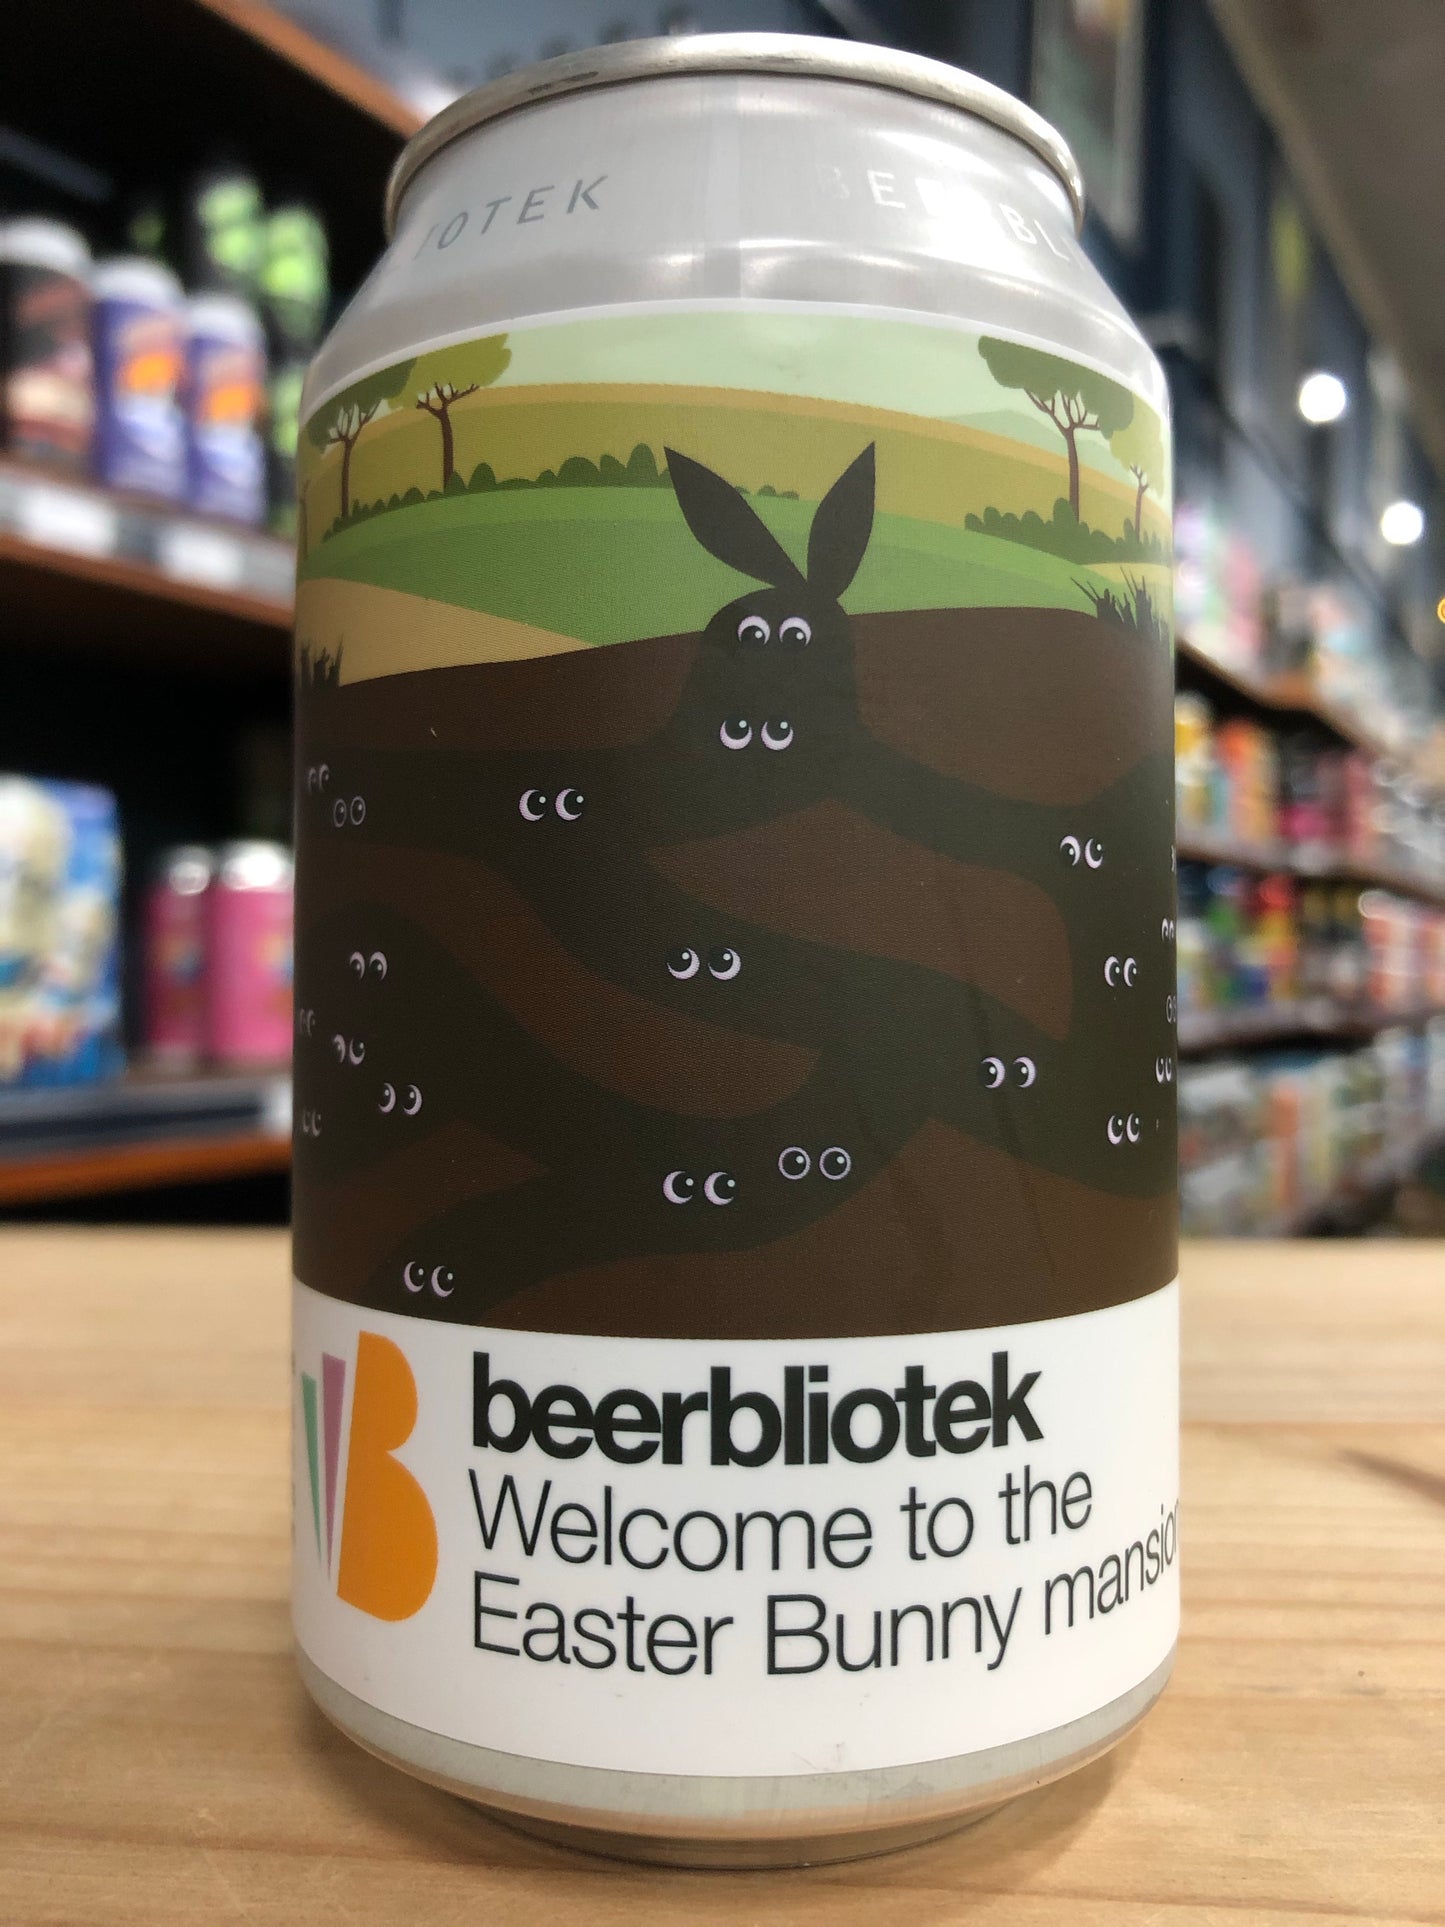 beerbliotek
Welcome to the
Easter Bunny mansion